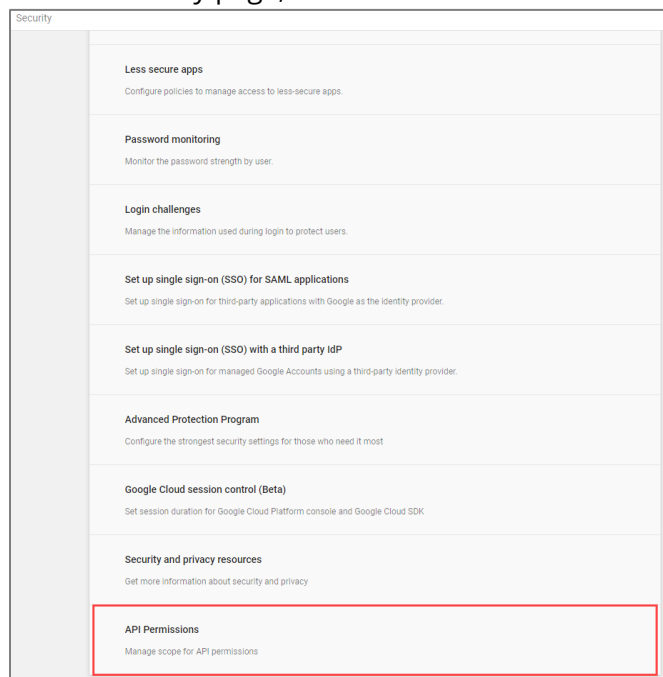 Security
Less secure apps
Configure policies to manage access to less-secure apps.
Password monitoring
Monitor the password strength by user.
Login challenges
Manage the information used during login to protect users.
Set up single sign-on (SSO) for SAML applications
Set up single sign-on for third-party applications with Google as the identity provider.
Set up single sign-on (SSO) with a third party IdP
Set up single sign-on for managed Google Accounts using a third-party identity provider.
Advanced Protection Program
Configure the strongest security settings for those who need it most
Google Cloud session control (Beta)
Set session duration for Google Cloud Platform console and Google Cloud SDK
Security and privacy resources
Get more information about security and privacy
API Permissions
Manage scope for API permissions